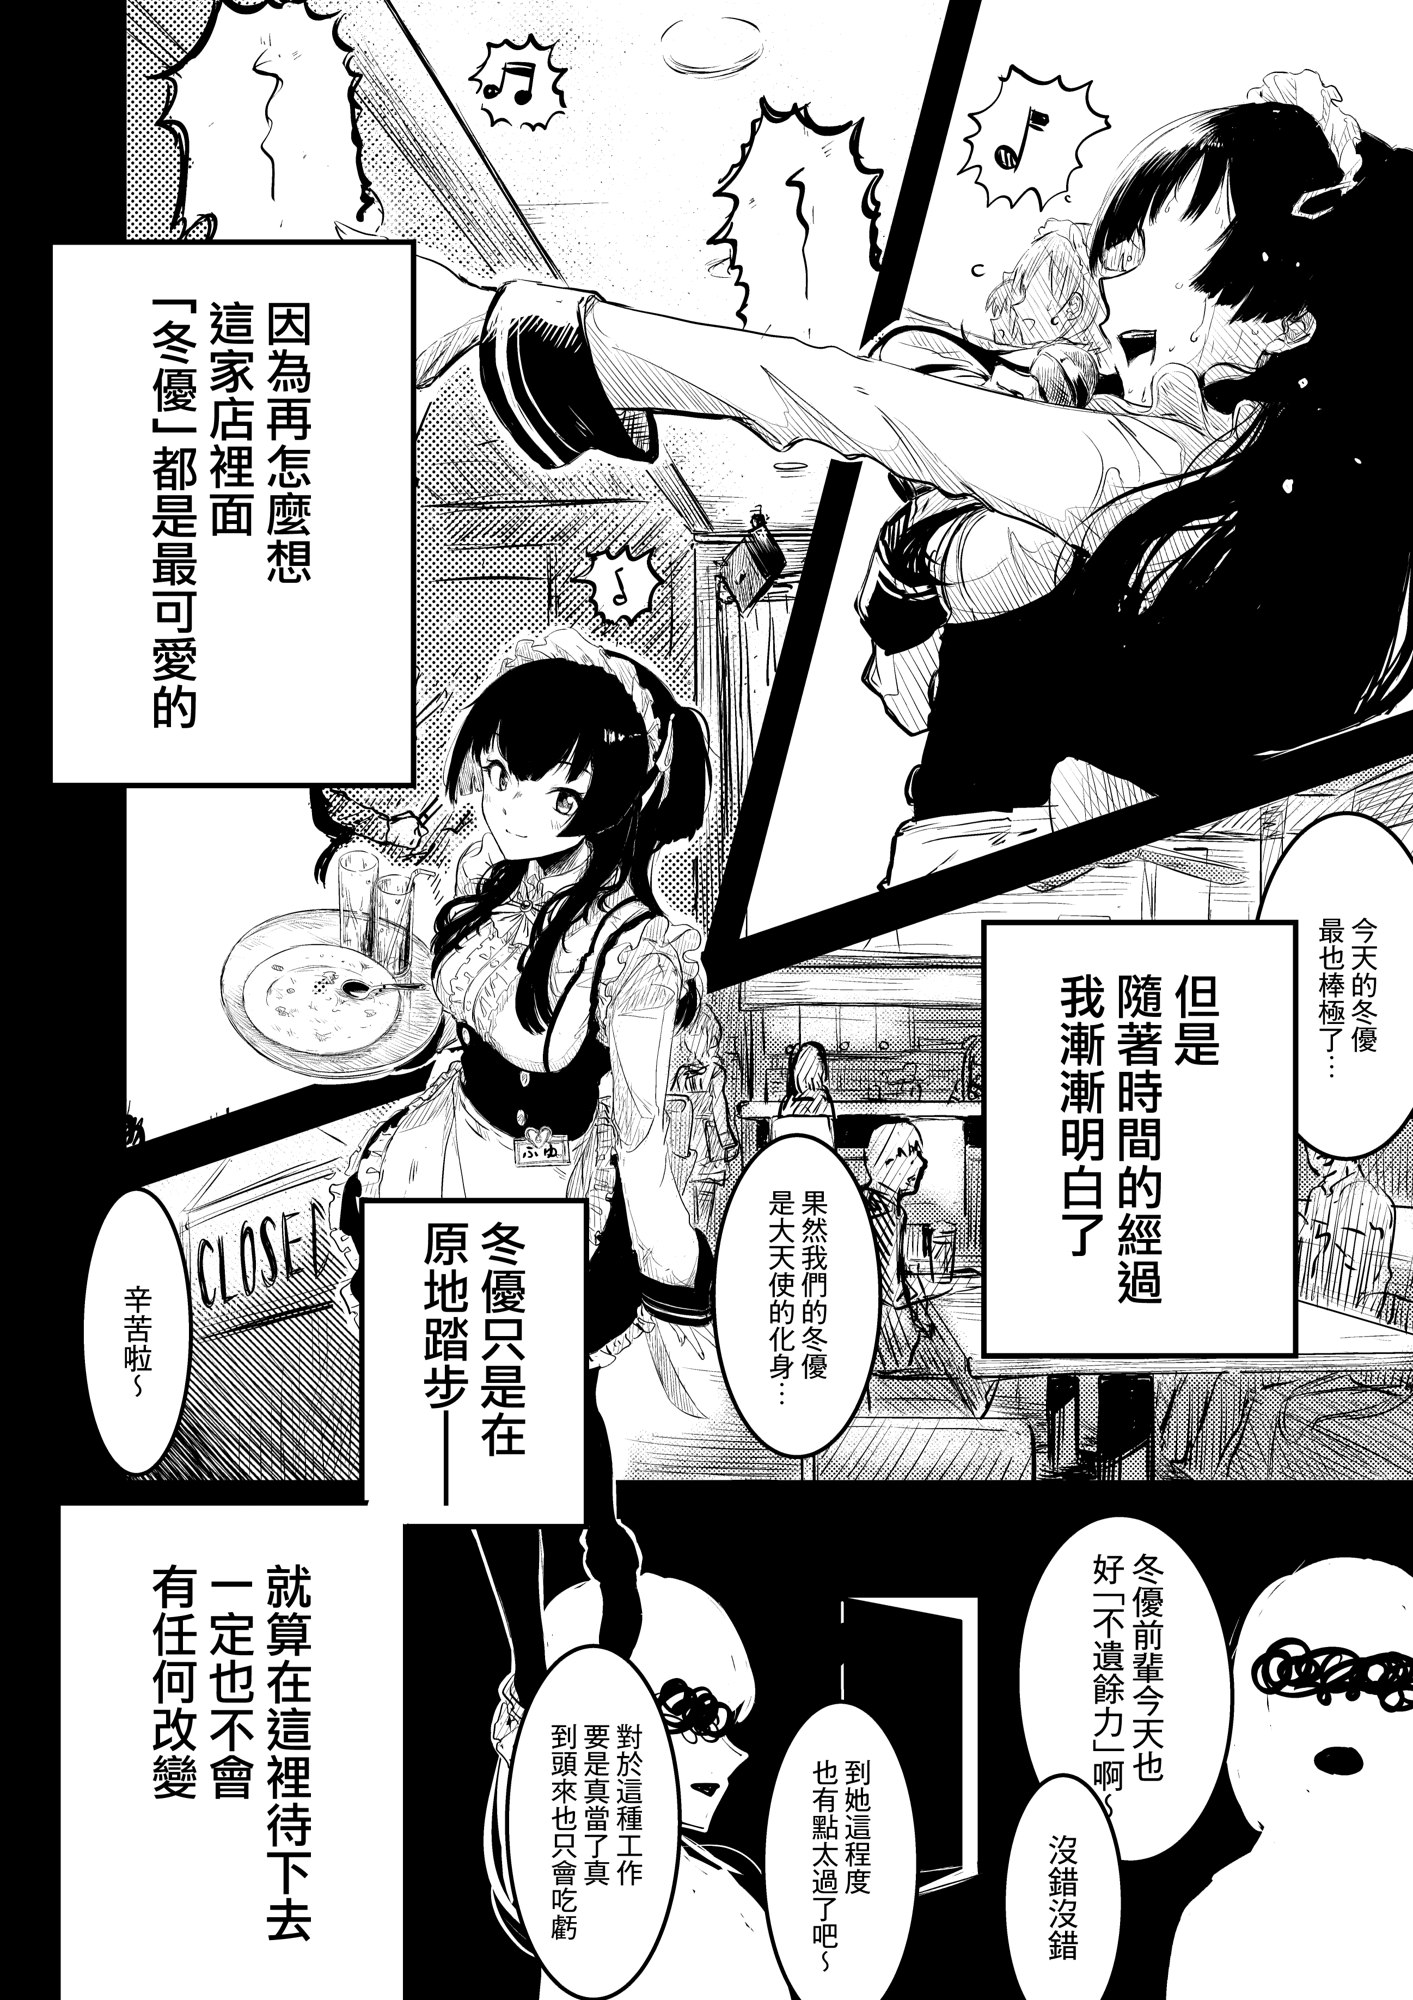 因為再怎麼想
這家店裡面
「冬優」都是最可愛的
今天的冬優
最也棒極了…
但是
隨著時間的經過
我漸漸明白了
果然我們的冬優
是大天使的化身…
ふゆ
冬優只是在
原地踏步──
CLOSED
辛苦啦～
冬優前輩今天也
好「不遺餘力」啊～
沒錯沒錯
到她這程度
也有點太過了吧～
對於這種工作
要是真當了真
到頭來也只會吃虧
就算在這裡待下去
一定也不會
有任何改變